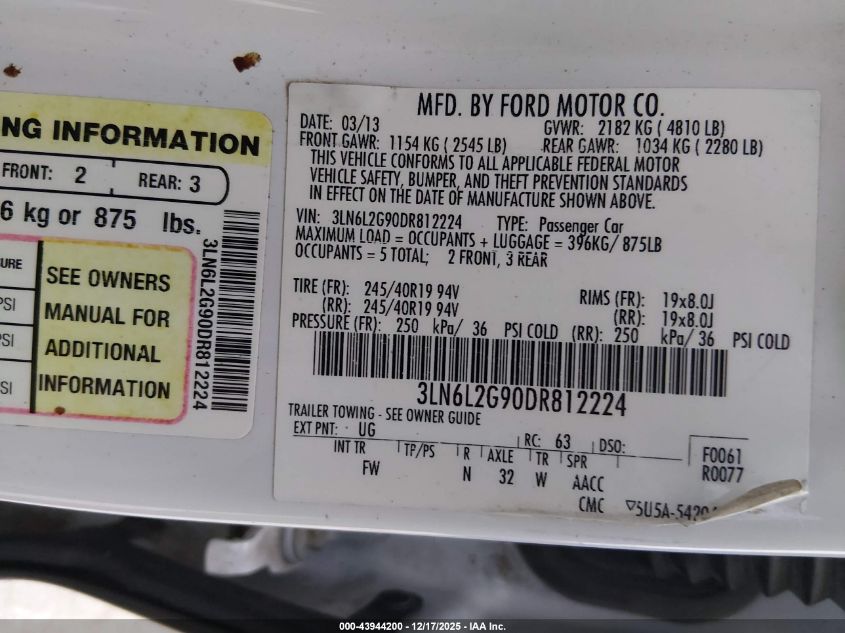 NG INFORMATION
FRONT: 2 REAR: 3
6 kg or 875 lbs.
URE
PSI
PSI
PSI
SEE OWNERS
MANUAL FOR
ADDITIONAL
INFORMATION
3LN6L2G90DR812224
MFD. BY FORD MOTOR CO.
DATE: 03/13 GVWR: 2182 KG ( 4810 LB)
FRONT GAWR: 1154 KG ( 2545 LB) REAR GAWR: 1034 KG ( 2280 LB)
THIS VEHICLE CONFORMS TO ALL APPLICABLE FEDERAL MOTOR
VEHICLE SAFETY, BUMPER, AND THEFT PREVENTION STANDARDS
IN EFFECT ON THE DATE OF MANUFACTURE SHOWN ABOVE.
VIN: 3LN6L2G90DR812224 TYPE: Passenger Car
MAXIMUM LOAD = OCCUPANTS + LUGGAGE = 396KG/ 875LB
OCCUPANTS = 5 TOTAL; 2 FRONT, 3 REAR
TIRE (FR): 245/40R19 94V RIMS (FR): 19x8.0J
(RR): 245/40R19 94V (RR): 19x8.0J
PRESSURE (FR): 250 kPa/ 36 PSI COLD (RR): 250 kPa/ 36 PSI COLD
3LN6L2G90DR812224
TRAILER TOWING - SEE OWNER GUIDE
EXT PNT: UG RC: 63 DSO: F0061
INT TR TP/PS R AXLE TR SPR R0077
FW N 32 W AACC
CMC ▽5U5A-5420
000-43944200 - 12/17/2025 - IAA Inc.